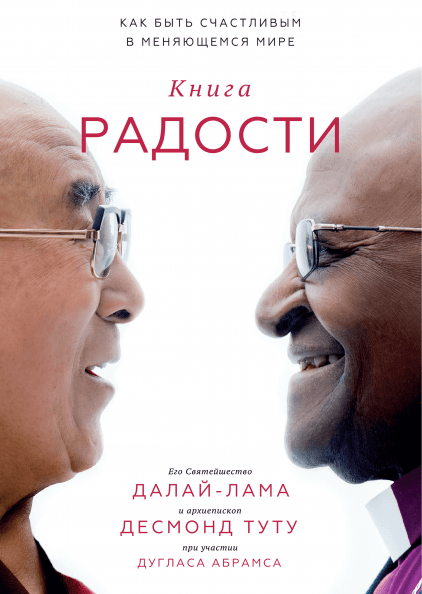 КАК БЫТЬ СЧАСТЛИВЫМ
В МЕНЯЮЩЕМСЯ МИРЕ
Книга
РАДОСТИ
Его Святейшество
ДАЛАЙ-ЛАМА
и архиепископ
ДЕСМОНД ТУТУ
при участии
ДУГЛАСА АБРАМСА